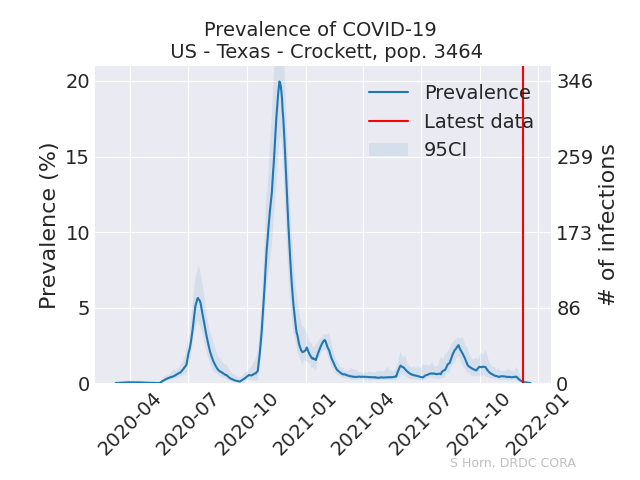 Prevalence of COVID-19
US - Texas - Crockett, pop. 3464
Prevalence (%)
20
15
10
5
0
346
259
173
86
0
# of infections
Prevalence
Latest data
95CI
2020-04
2020-07
2020-10
2021-01
2021-04
2021-07
2021-10
2022-01
S Horn, DRDC CORA